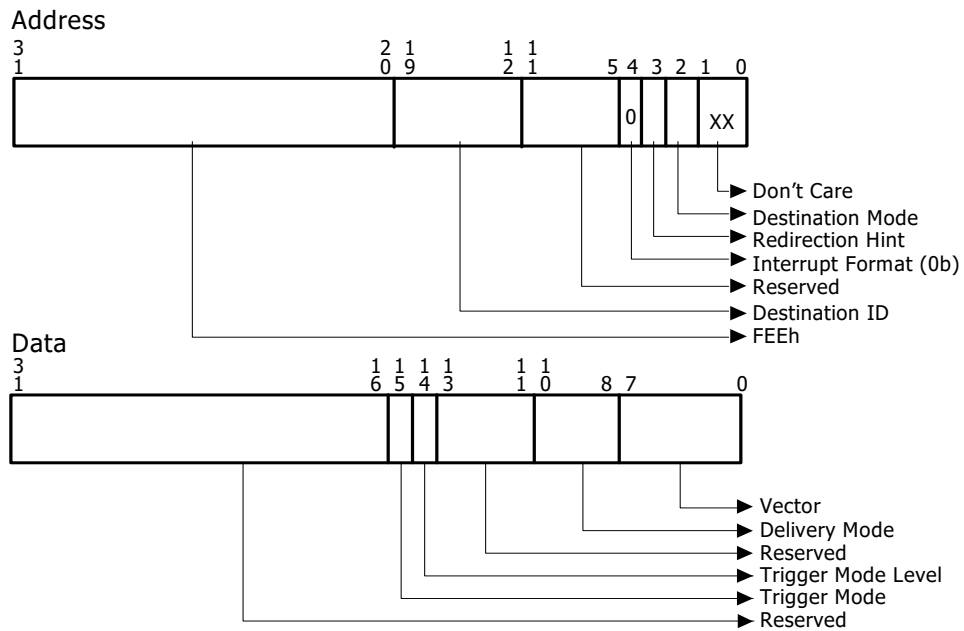 Address
3 2 1 1 1
1 0 9 2 1 5 4 3 2 1 0
0 XX
Don't Care
Destination Mode
Redirection Hint
Interrupt Format (0b)
Reserved
Destination ID
FEEh
Data
3 1 1 1 1 1 1
1 6 5 4 3 1 0 8 7 0
Vector
Delivery Mode
Reserved
Trigger Mode Level
Trigger Mode
Reserved